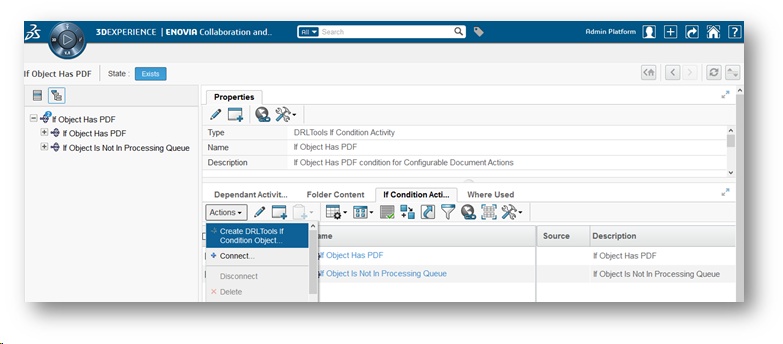 3DEXPERIENCE | ENOVIA Collaboration and..
All
Search
Admin Platform
If Object Has PDF
State :
Exists
If Object Has PDF
If Object Has PDF
If Object Is Not In Processing Queue
Properties
Type DRLTools If Condition Activity
Name If Object Has PDF
Description If Object Has PDF condition for Configurable Document Actions
Dependant Activit... Folder Content If Condition Acti... Where Used
Actions
Create DRLTools If
Condition Object...
Connect...
Disconnect
Delete
ame Source Description
If Object Has PDF If Object Has PDF
If Object Is Not In Processing Queue If Object Is Not In Processing Queue